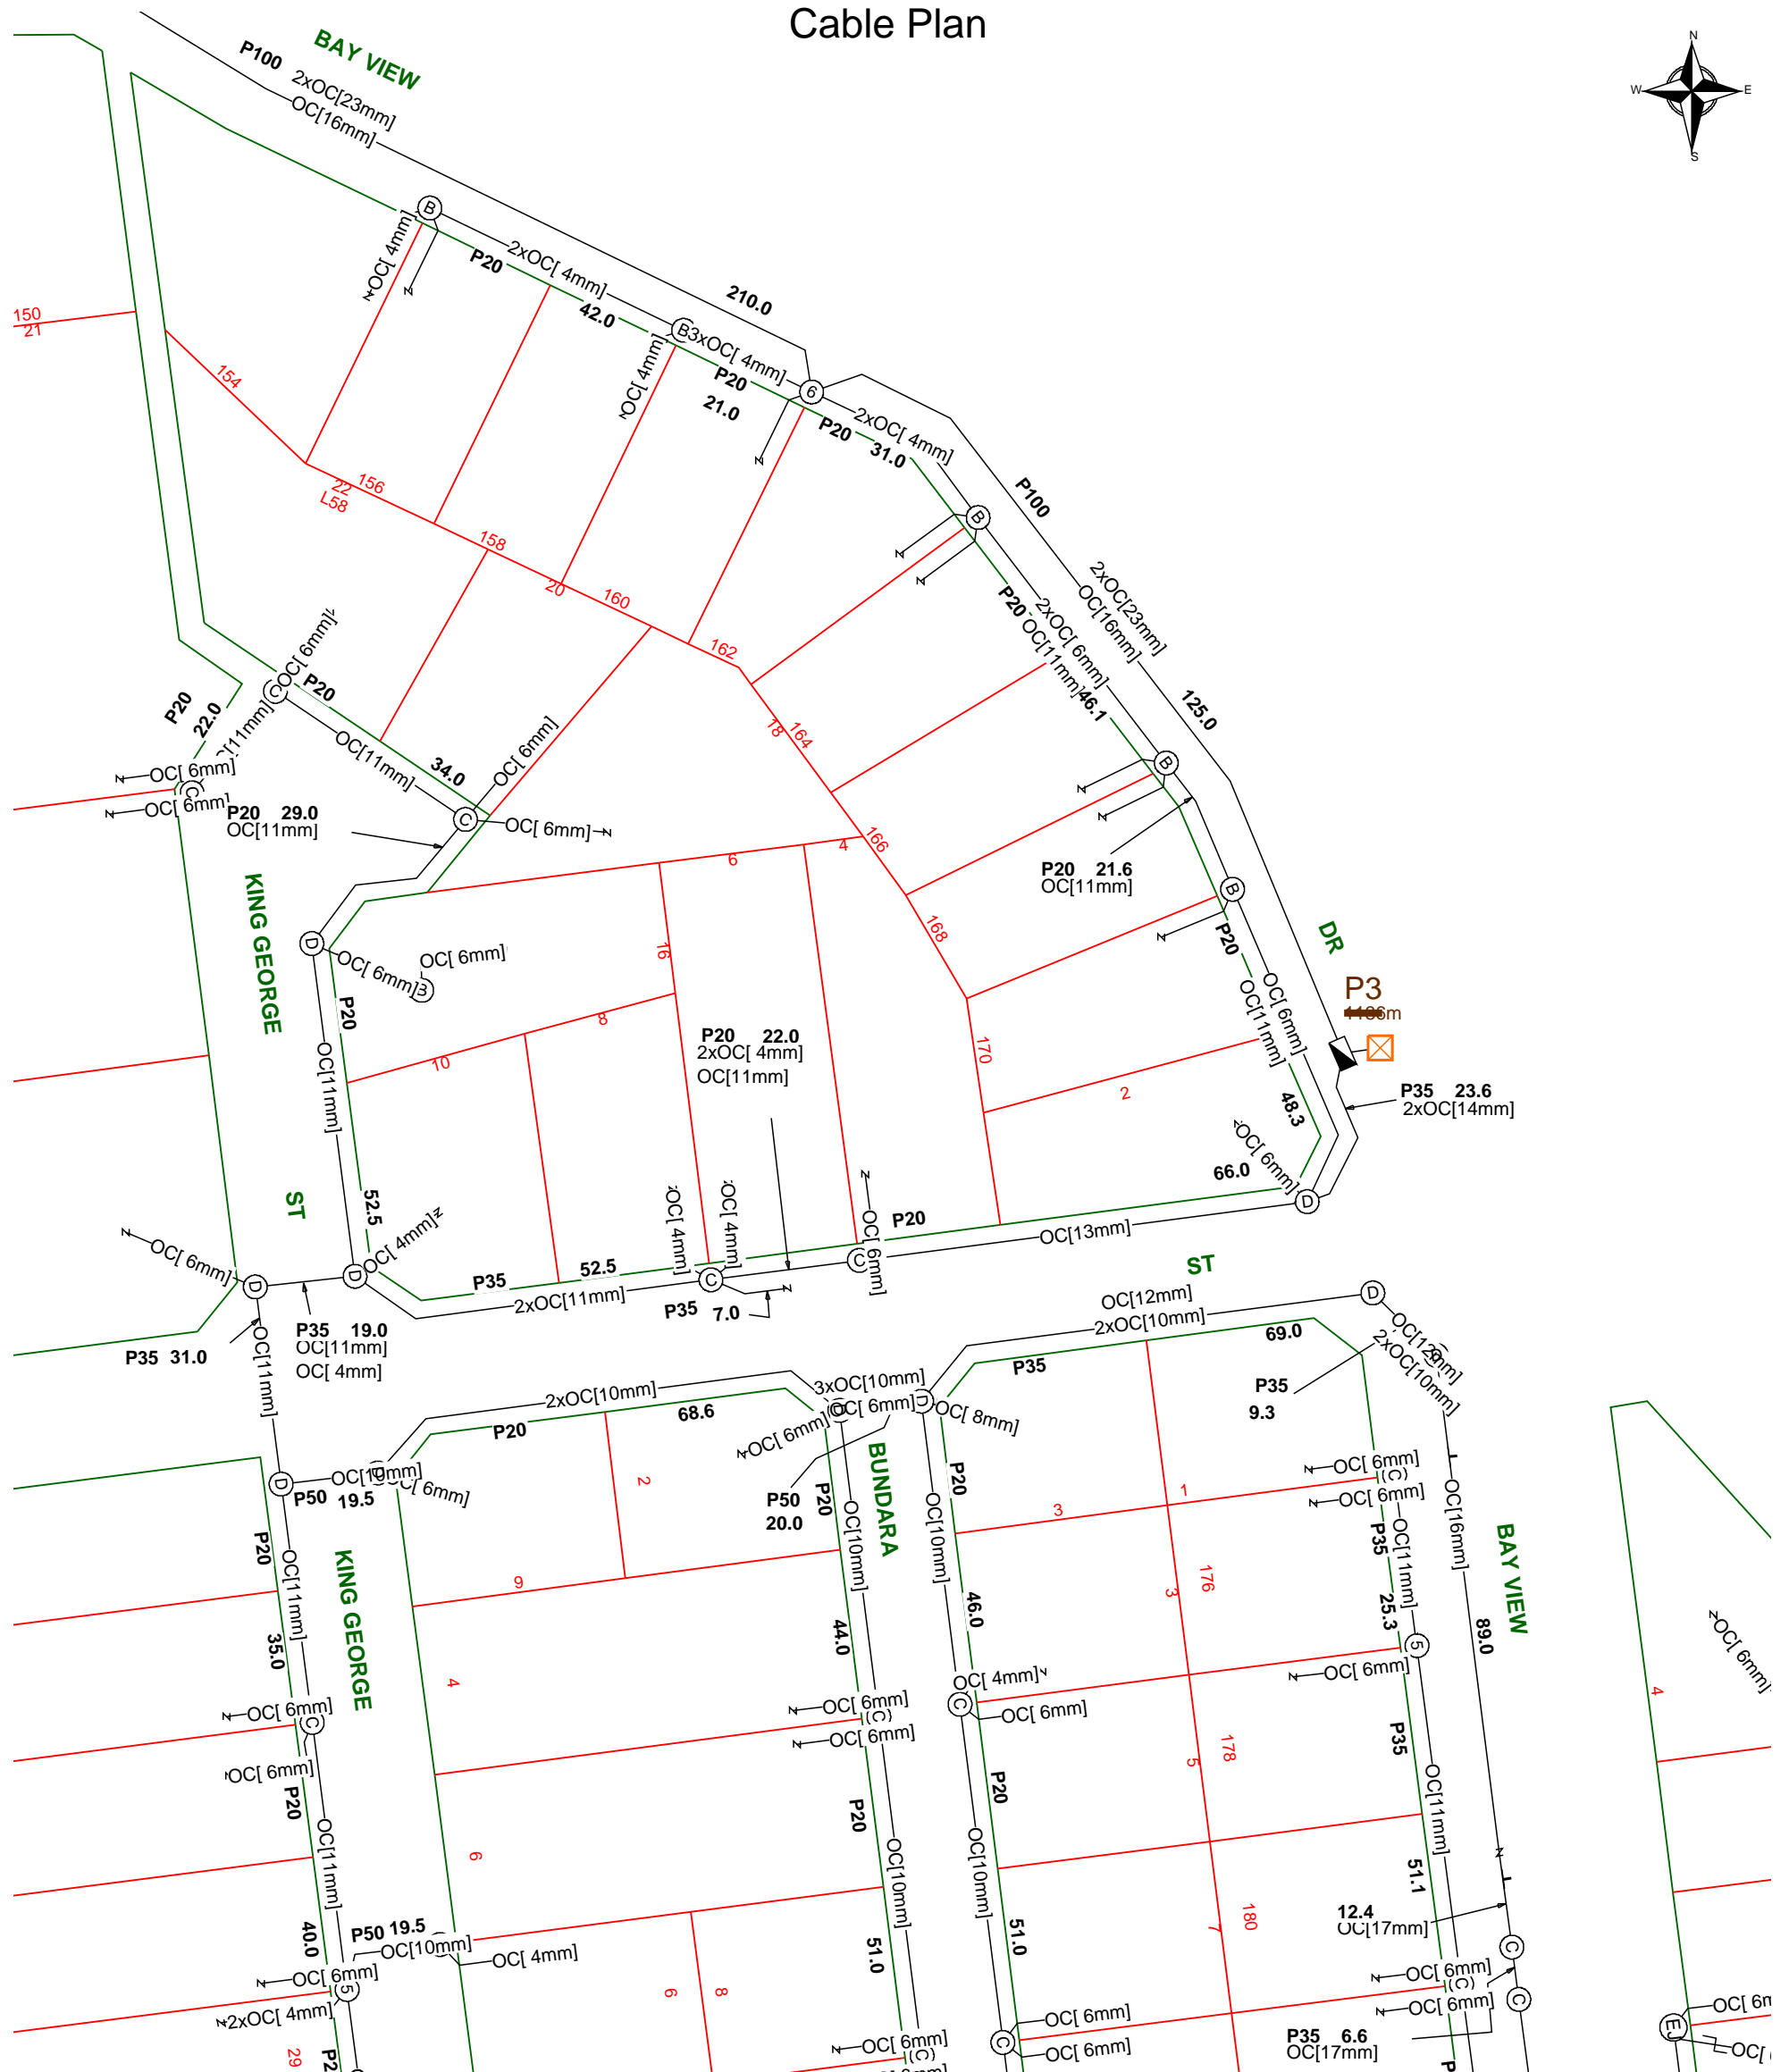 Cable Plan
BAY VIEW
P100
2xOC[23mm]
OC[16mm]
N
W
E
S
B
OC[ 4mm]
P20
2xOC[ 4mm]
42.0
210.0
B
3xOC[ 4mm]
OC[ 4mm]
P20
21.0
6
2xOC[ 4mm]
P20
31.0
150
21
154
22
156
L58
158
20
160
162
P100
B
2xOC[23mm]
OC[16mm]
P20
2xOC[ 6mm]
OC[11mm]
46.1
125.0
18
164
OC[ 6mm]
C
P20
P20
22.0
OC[11mm]
34.0
OC[ 6mm]
OC[ 6mm]
C
OC[ 6mm]
P20 29.0
OC[11mm]
C
OC[ 6mm]
B
166
6
4
P20 21.6
OC[11mm]
B
KING GEORGE
168
P20
DR
D
OC[ 6mm]
OC[ 6mm]
16
OC[ 6mm]
OC[11mm]
P3
P20
OC[11mm]
8
10
P20 22.0
2xOC[ 4mm]
OC[11mm]
170
2
48.3
P35 23.6
2xOC[14mm]
OC[ 6mm]
66.0
D
ST
52.5
OC[ 4mm]
OC[ 4mm]
OC[ 4mm]
OC[ 6mm]
P20
OC[13mm]
OC[ 6mm]
D
D
P35
52.5
2xOC[11mm]
C
C
P35 7.0
ST
P35 31.0
OC[11mm]
P35 19.0
OC[11mm]
OC[ 4mm]
OC[12mm]
2xOC[10mm]
69.0
D
OC[12mm]
2xOC[10mm]
P35
P35
9.3
2xOC[10mm]
68.6
P20
3xOC[10mm]
OC[ 6mm]
D
OC[ 8mm]
OC[ 6mm]
D
OC[10mm]
OC[ 6mm]
P50 19.5
P50
20.0
P20
BUNDARA
P20
OC[10mm]
OC[10mm]
2
3
1
OC[ 6mm]
C
OC[ 6mm]
P35
OC[11mm]
OC[16mm]
BAY VIEW
P20
OC[11mm]
KING GEORGE
9
35.0
44.0
46.0
176
3
25.3
89.0
5
OC[ 6mm]
OC[ 6mm]
4
OC[ 6mm]
C
OC[ 6mm]
C
OC[ 6mm]
OC[ 4mm]
C
OC[ 6mm]
4
178
5
P35
OC[ 6mm]
P20
OC[11mm]
P20
OC[10mm]
P20
OC[10mm]
OC[11mm]
6
51.1
40.0
P50 19.5
OC[10mm]
OC[ 4mm]
51.0
51.0
180
7
12.4
OC[17mm]
C
OC[ 6mm]
5
2xOC[ 4mm]
6
8
OC[ 6mm]
C
OC[ 6mm]
C
OC[ 6mm]
C
OC[ 6mm]
C
OC[ 6mm]
P35 6.6
OC[17mm]
E
29